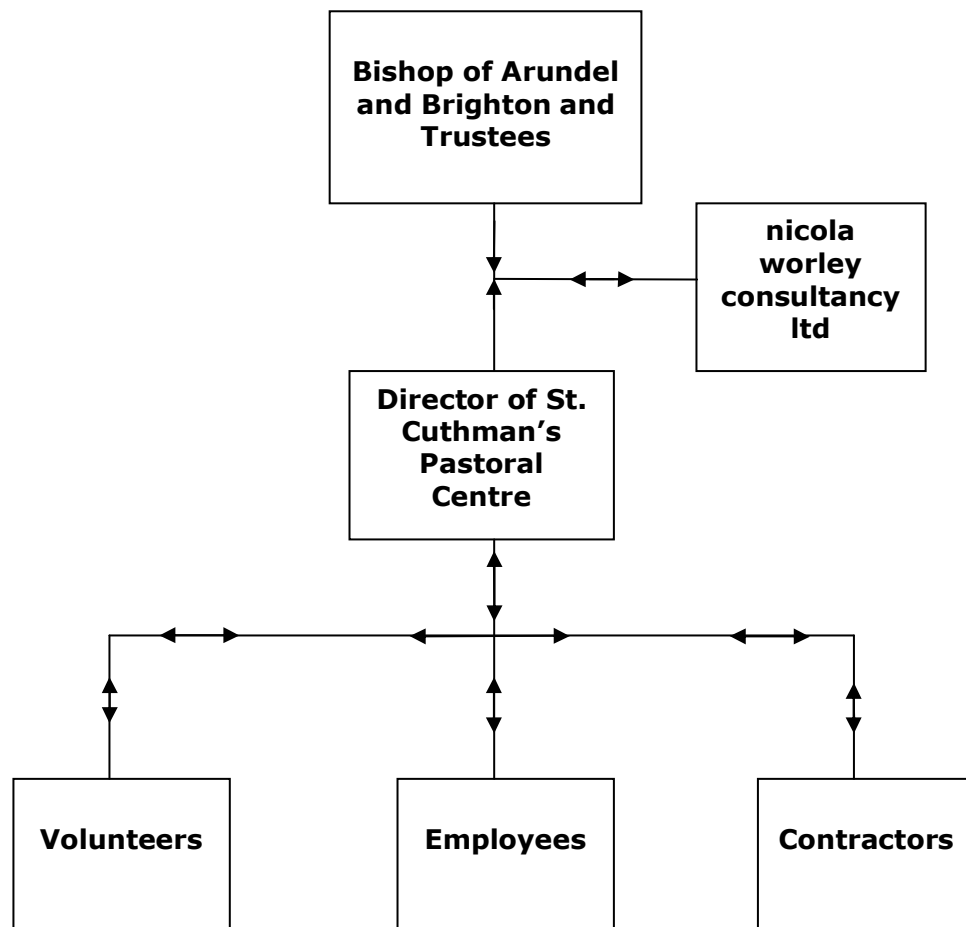 Bishop of Arundel
and Brighton and
Trustees
nicola
worley
consultancy
ltd
Director of St.
Cuthman’s
Pastoral
Centre
Volunteers
Employees
Contractors